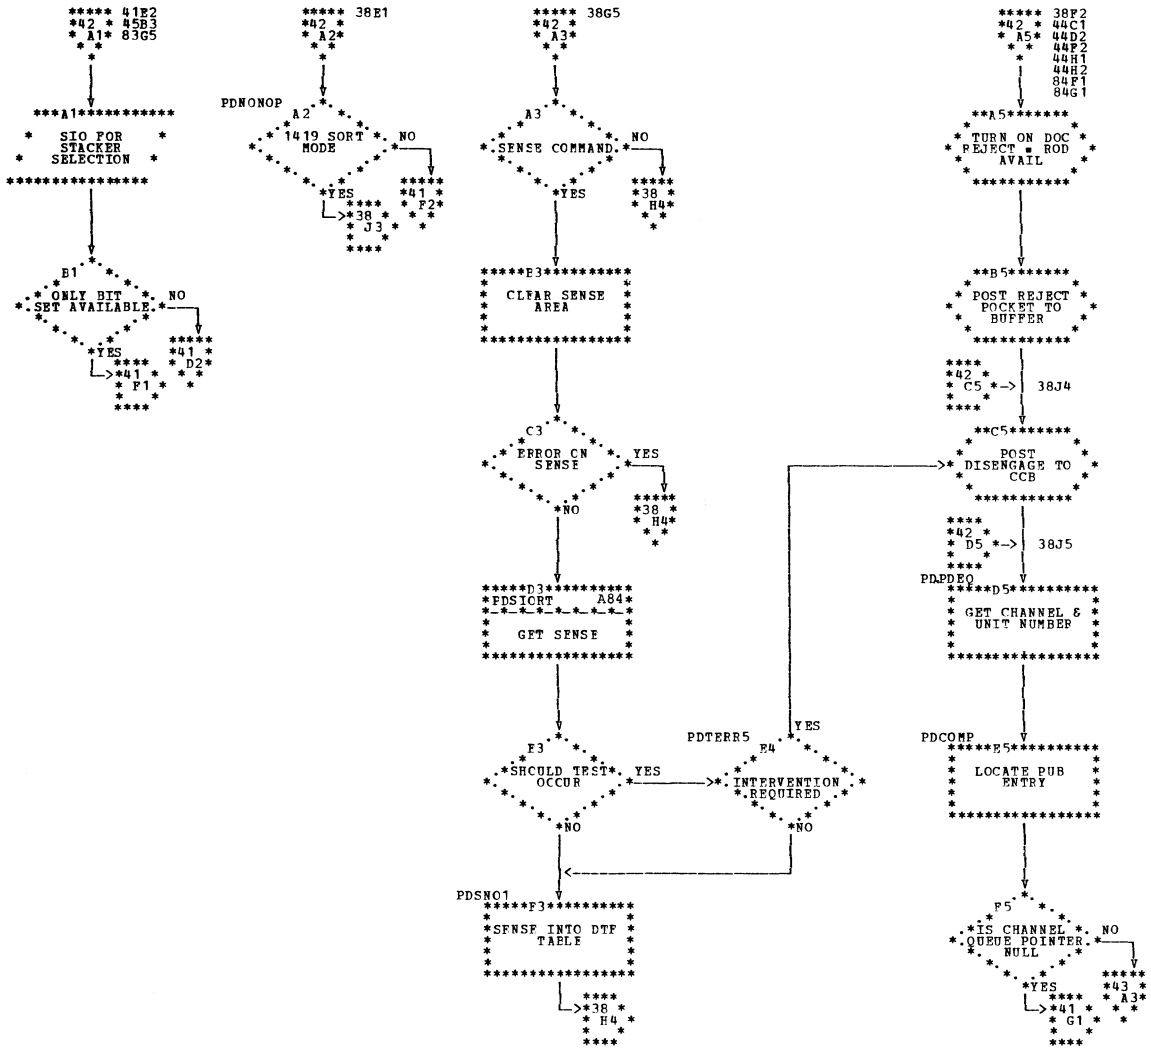 41E2
42
45B3
A1
83G5
A1
SIO FOR
STACKER
SELECTION
B1
ONLY BIT
SET AVAILABLE
NO
41
D2
YES
41
F1
38E1
42
A2
PDNONOP
A2
1419 SORT
MODE
NO
41
F2
YES
38
J3
38G5
42
A3
A3
SENSE COMMAND
NO
38
H4
YES
B3
CLEAR SENSE
AREA
C3
ERROR ON
SENSE
YES
38
H4
NO
D3
PDSIORT A84
GET SENSE
E3
SHOULD TEST
OCCUR
YES
NO
PDTERR5
E4
INTERVENTION
REQUIRED
YES
NO
PDSNO1
F3
SENSE INTO DTF
TABLE
38
H4
38F2
42
44C1
A5
44D2
44F2
44H1
44H2
84F1
84G1
A5
TURN ON DOC
REJECT = ROD
AVAIL
B5
POST REJECT
POCKET TO
BUFFER
42
C5
38J4
C5
POST
DISENGAGE TO
CCB
42
D5
38J5
PDPDEQ
D5
GET CHANNEL &
UNIT NUMBER
PDCOMP
E5
LOCATE PUB
ENTRY
F5
IS CHANNEL
QUEUE POINTER
NULL
NO
43
A3
YES
41
G1